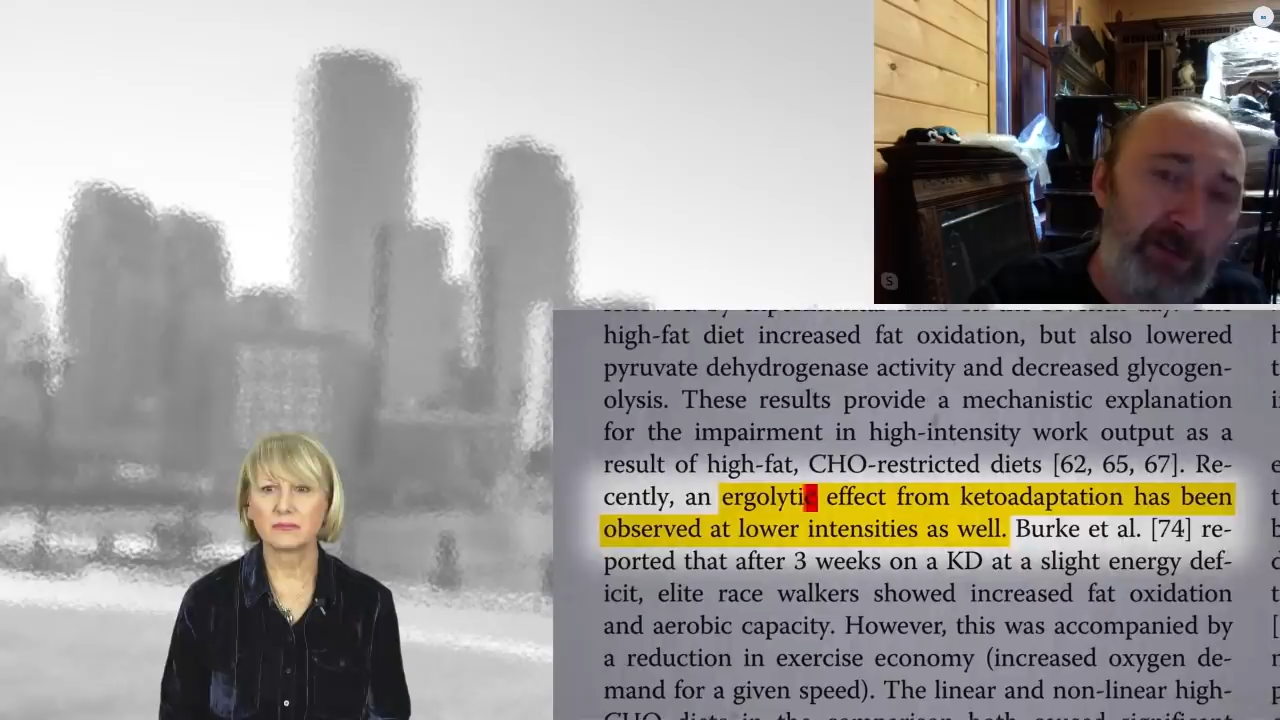 high-fat diet increased fat oxidation, but also lowered
pyruvate dehydrogenase activity and decreased glycogen-
olysis. These results provide a mechanistic explanation
for the impairment in high-intensity work output as a
result of high-fat, CHO-restricted diets [62, 65, 67]. Re-
cently, an ergolytic effect from ketoadaptation has been
observed at lower intensities as well. Burke et al. [74] re-
ported that after 3 weeks on a KD at a slight energy def-
icit, elite race walkers showed increased fat oxidation
and aerobic capacity. However, this was accompanied by
a reduction in exercise economy (increased oxygen de-
mand for a given speed). The linear and non-linear high-